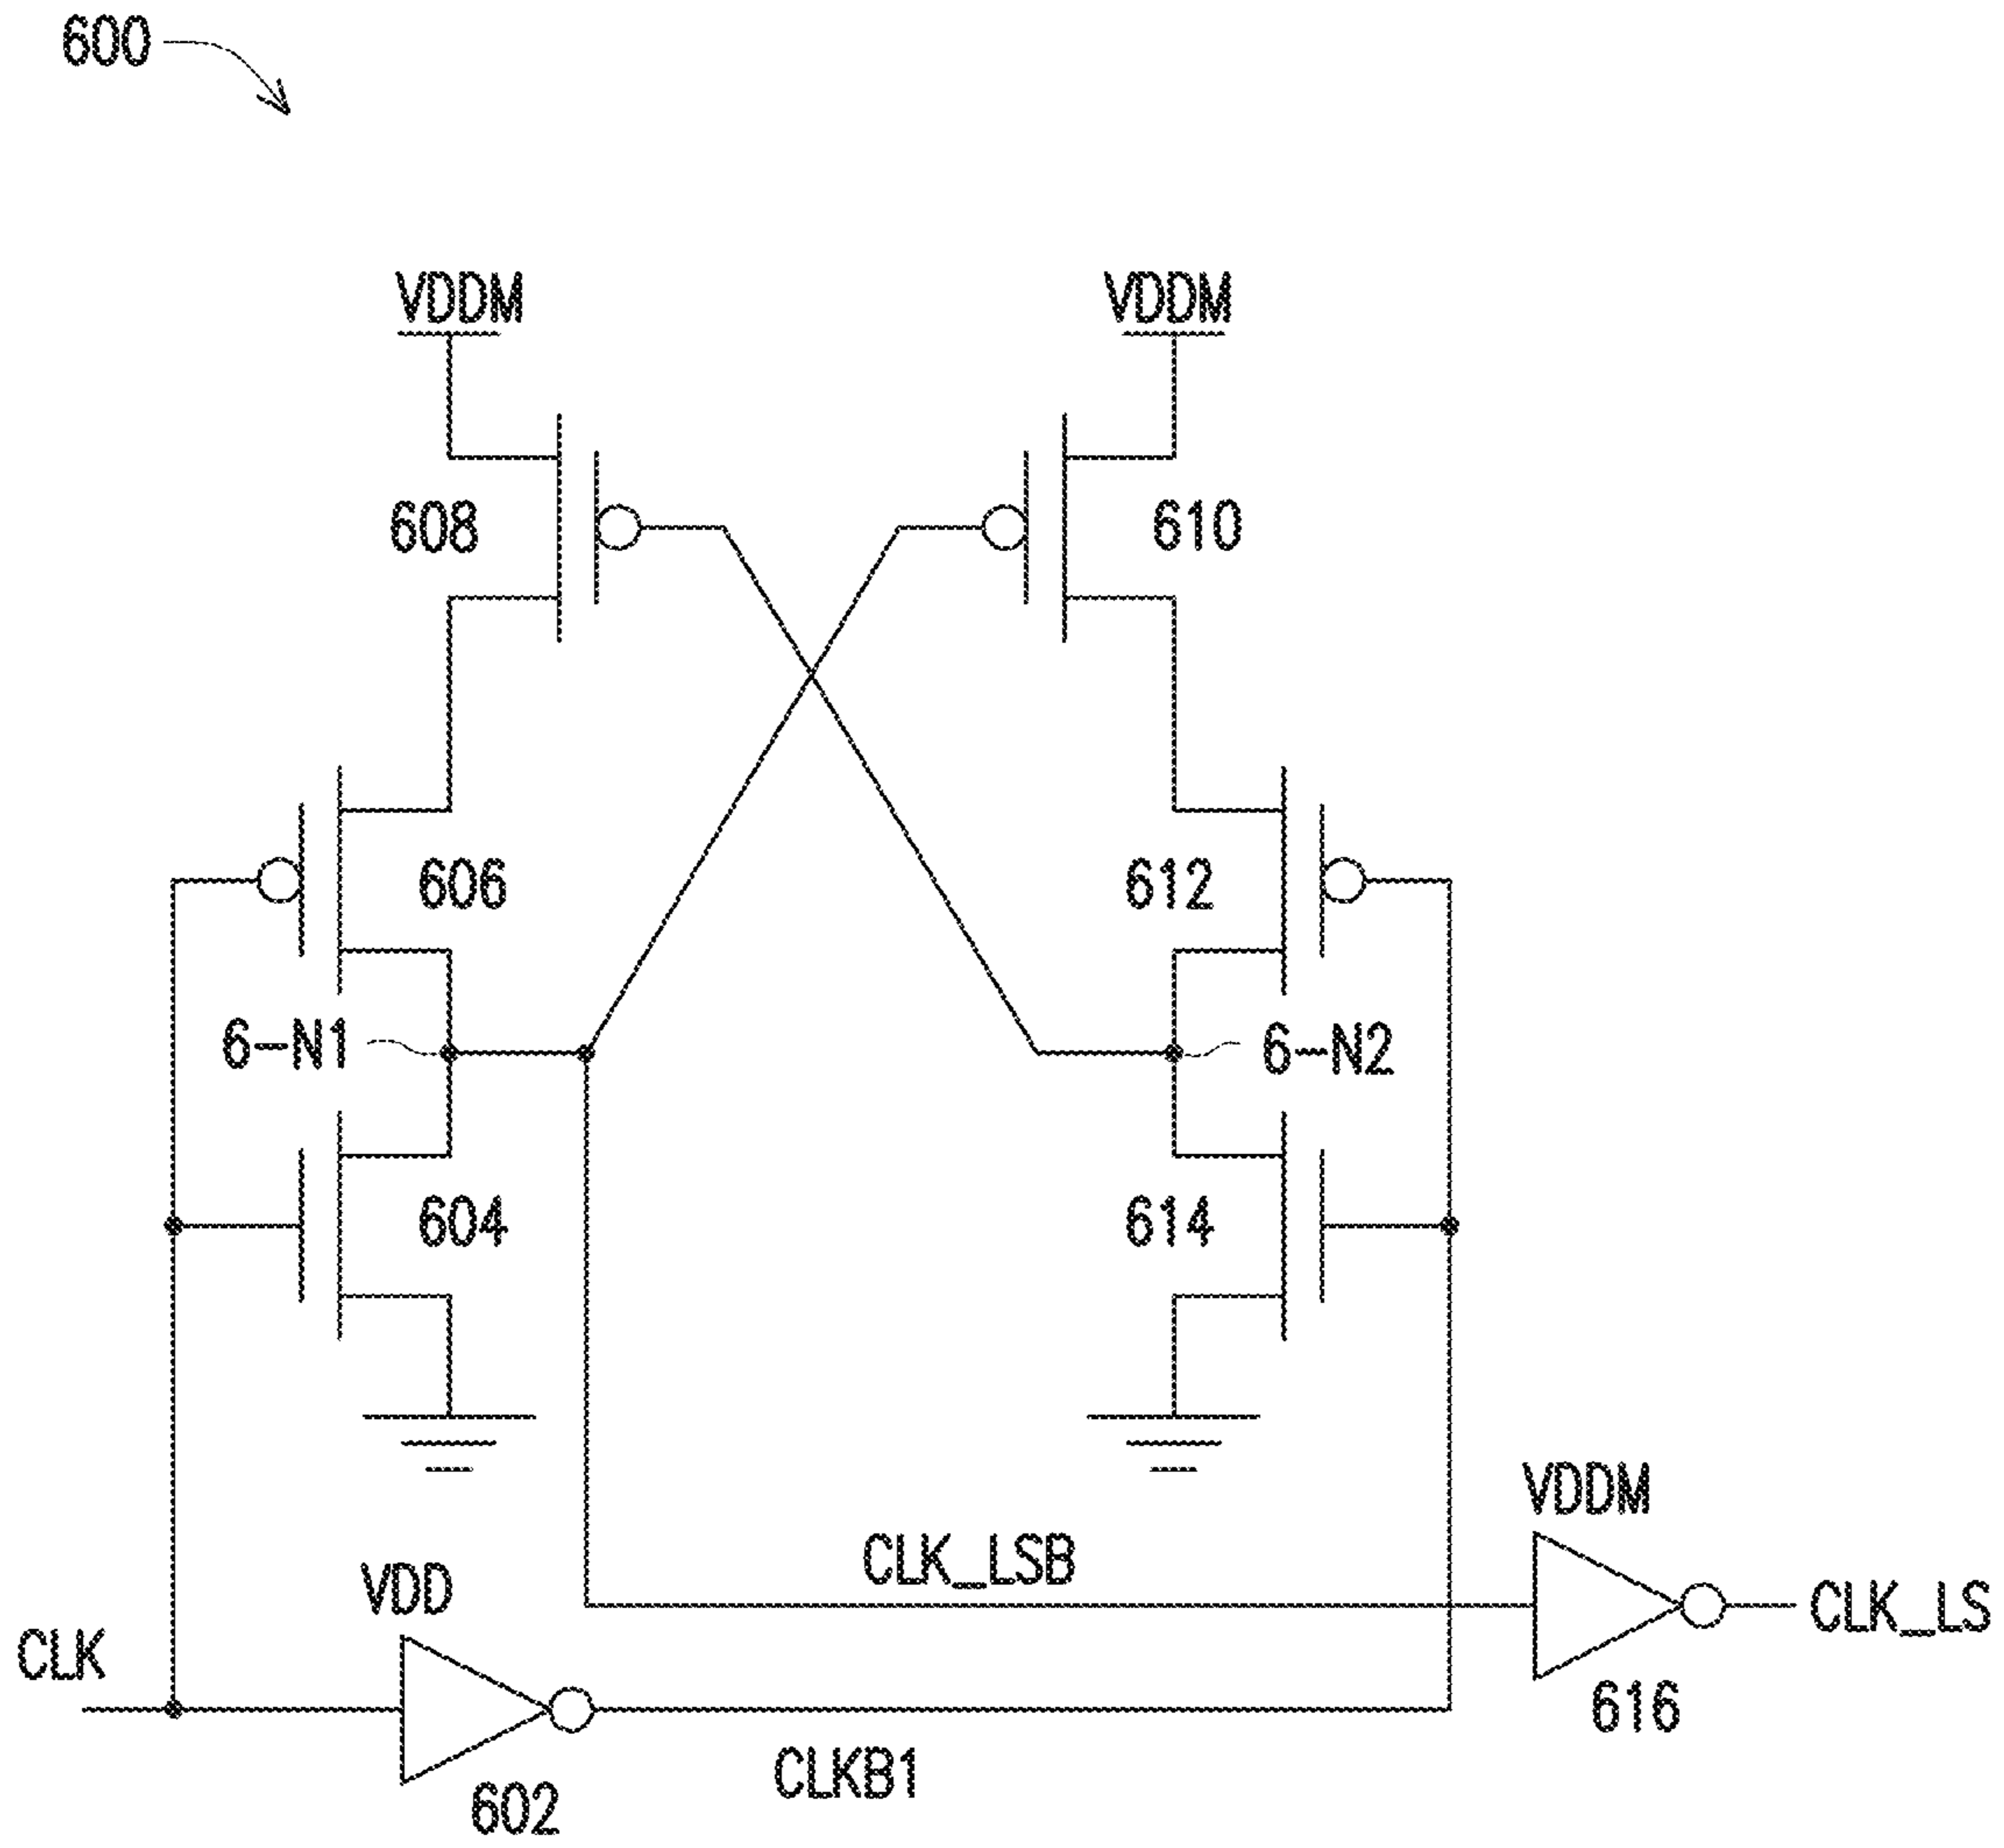 600
VDDM VDDM
608 610
606 612
6-N1 6-N2
604 614
VDDM
CLK_LSB
VDD
CLK_LS
CLK
616
CLKB1
602